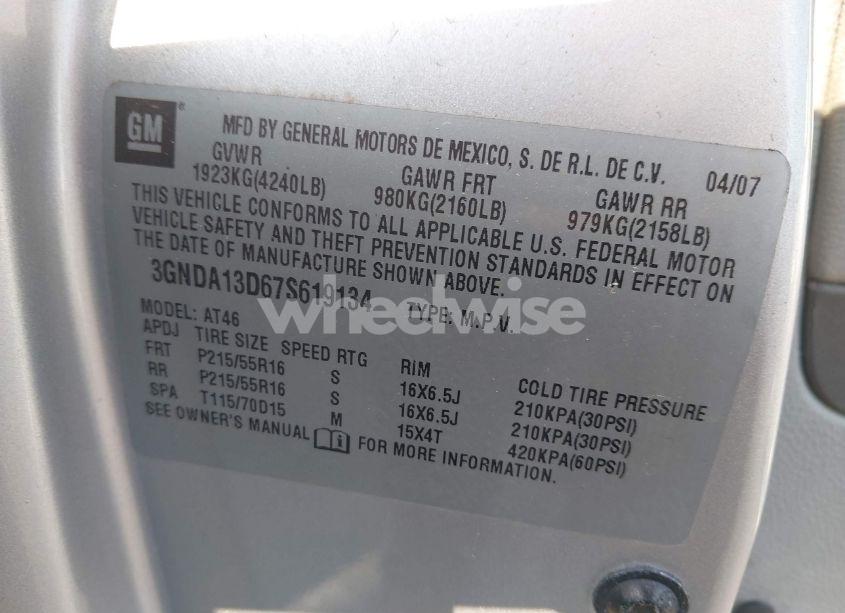 GM®
MFD BY GENERAL MOTORS DE MEXICO, S. DE R.L. DE C.V. 04/07
GVWR GAWR FRT GAWR RR
1923KG(4240LB) 980KG(2160LB) 979KG(2158LB)
THIS VEHICLE CONFORMS TO ALL APPLICABLE U.S. FEDERAL MOTOR
VEHICLE SAFETY AND THEFT PREVENTION STANDARDS IN EFFECT ON
THE DATE OF MANUFACTURE SHOWN ABOVE.
3GNDA13D67S619134 TYPE: M.P.V.
wheelwise
MODEL: AT46
APDJ TIRE SIZE SPEED RTG RIM COLD TIRE PRESSURE
FRT P215/55R16 S 16X6.5J 210KPA(30PSI)
RR P215/55R16 S 16X6.5J 210KPA(30PSI)
SPA T115/70D15 M 15X4T 420KPA(60PSI)
SEE OWNER'S MANUAL i FOR MORE INFORMATION.